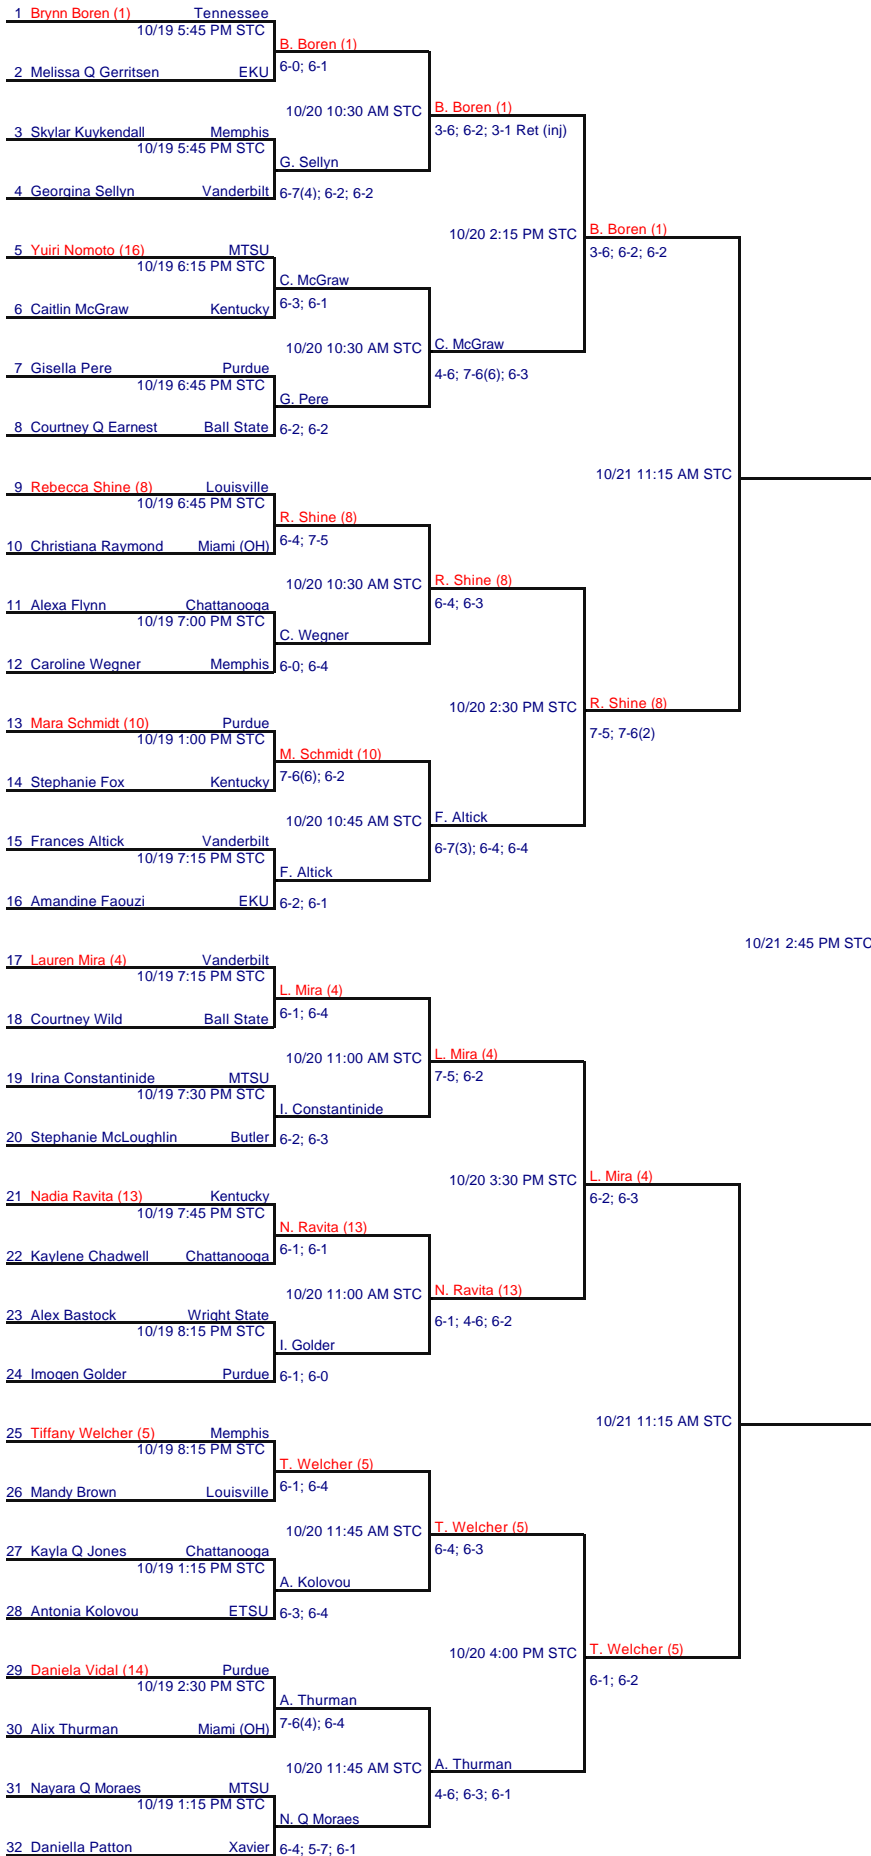 1 Brynn Boren (1) Tennessee
10/19 5:45 PM STC
B. Boren (1)
2 Melissa Q Gerritsen EKU 6-0; 6-1
10/20 10:30 AM STC B. Boren (1)
3 Skylar Kuykendall Memphis 3-6; 6-2; 3-1 Ret (inj)
10/19 5:45 PM STC
G. Sellyn
4 Georgina Sellyn Vanderbilt 6-7(4); 6-2; 6-2
10/20 2:15 PM STC B. Boren (1)
5 Yuiri Nomoto (16) MTSU 3-6; 6-2; 6-2
10/19 6:15 PM STC
C. McGraw
6 Caitlin McGraw Kentucky 6-3; 6-1
10/20 10:30 AM STC C. McGraw
7 Gisella Pere Purdue 4-6; 7-6(6); 6-3
10/19 6:45 PM STC
G. Pere
8 Courtney Q Earnest Ball State 6-2; 6-2
10/21 11:15 AM STC
9 Rebecca Shine (8) Louisville
10/19 6:45 PM STC
R. Shine (8)
10 Christiana Raymond Miami (OH) 6-4; 7-5
10/20 10:30 AM STC R. Shine (8)
11 Alexa Flynn Chattanooga 6-4; 6-3
10/19 7:00 PM STC
C. Wegner
12 Caroline Wegner Memphis 6-0; 6-4
10/20 2:30 PM STC R. Shine (8)
13 Mara Schmidt (10) Purdue 7-5; 7-6(2)
10/19 1:00 PM STC
M. Schmidt (10)
14 Stephanie Fox Kentucky 7-6(6); 6-2
10/20 10:45 AM STC F. Altick
15 Frances Altick Vanderbilt 6-7(3); 6-4; 6-4
10/19 7:15 PM STC
F. Altick
16 Amandine Faouzi EKU 6-2; 6-1
10/21 2:45 PM STC
17 Lauren Mira (4) Vanderbilt
10/19 7:15 PM STC
L. Mira (4)
18 Courtney Wild Ball State 6-1; 6-4
10/20 11:00 AM STC L. Mira (4)
19 Irina Constantinide MTSU 7-5; 6-2
10/19 7:30 PM STC
I. Constantinide
20 Stephanie McLoughlin Butler 6-2; 6-3
10/20 3:30 PM STC L. Mira (4)
21 Nadia Ravita (13) Kentucky 6-2; 6-3
10/19 7:45 PM STC
N. Ravita (13)
22 Kaylene Chadwell Chattanooga 6-1; 6-1
10/20 11:00 AM STC N. Ravita (13)
23 Alex Bastock Wright State 6-1; 4-6; 6-2
10/19 8:15 PM STC
I. Golder
24 Imogen Golder Purdue 6-1; 6-0
10/21 11:15 AM STC
25 Tiffany Welcher (5) Memphis
10/19 8:15 PM STC
T. Welcher (5)
26 Mandy Brown Louisville 6-1; 6-4
10/20 11:45 AM STC T. Welcher (5)
27 Kayla Q Jones Chattanooga 6-4; 6-3
10/19 1:15 PM STC
A. Kolovou
28 Antonia Kolovou ETSU 6-3; 6-4
10/20 4:00 PM STC T. Welcher (5)
29 Daniela Vidal (14) Purdue 6-1; 6-2
10/19 2:30 PM STC
A. Thurman
30 Alix Thurman Miami (OH) 7-6(4); 6-4
10/20 11:45 AM STC A. Thurman
31 Nayara Q Moraes MTSU 4-6; 6-3; 6-1
10/19 1:15 PM STC
N. Q Moraes
32 Daniella Patton Xavier 6-4; 5-7; 6-1